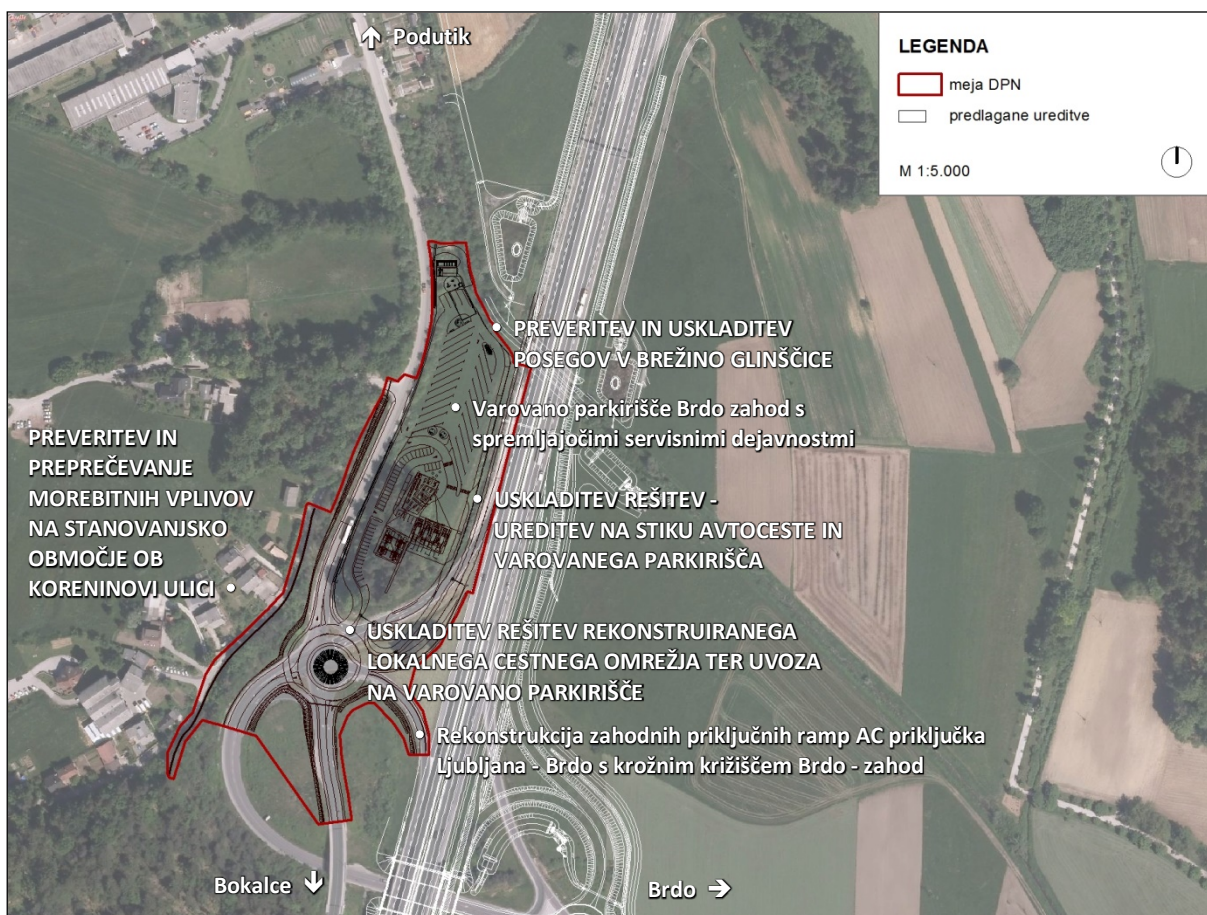 Podutik
LEGENDA
meja DPN
predlagane ureditve
M 1:5.000
PREVERITEV IN USKLADITEV
POSEGOV V BREŽINO GLINŠČICE
Varovano parkirišče Brdo zahod s
spremljajočimi servisnimi dejavnostmi
PREVERITEV IN
PREPREČEVANJE
MOREBITNIH VPLIVOV
NA STANOVANJSKO
OBMOČJE OB
KORENINOVI ULICI
USKLADITEV REŠITEV -
UREDITEV NA STIKU AVTOCESTE IN
VAROVANEGA PARKIRIŠČA
USKLADITEV REŠITEV REKONSTRUIRANEGA
LOKALNEGA CESTNEGA OMREŽJA TER UVOZA
NA VAROVANO PARKIRIŠČE
Rekonstrukcija zahodnih priključnih ramp AC priključka
Ljubljana - Brdo s krožnim križiščem Brdo - zahod
Bokalce
Brdo